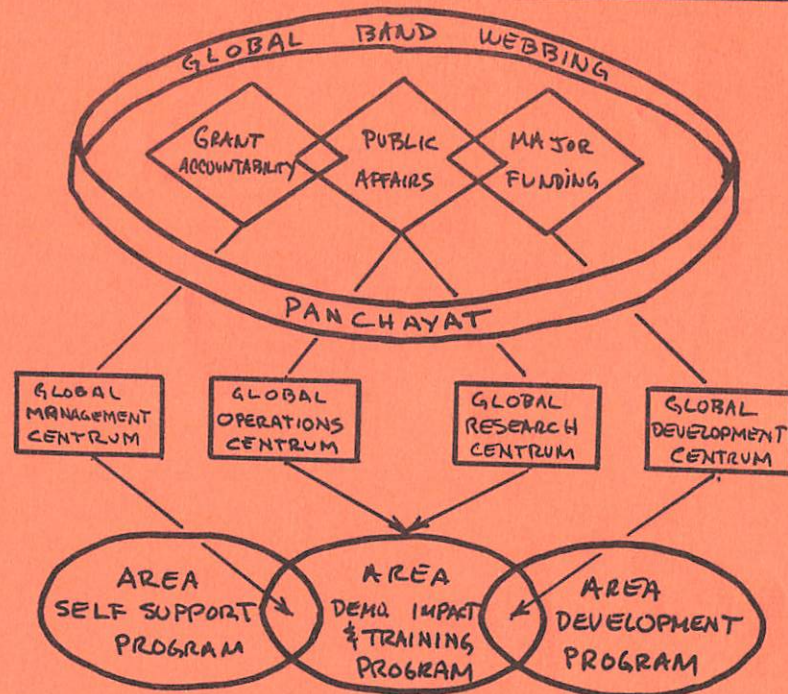 GLOBAL BAND WEBBING
GRANT
ACCOUNTABILITY
PUBLIC
AFFAIRS
MAJOR
FUNDING
PANCHAYAT
GLOBAL
MANAGEMENT
CENTRUM
GLOBAL
OPERATIONS
CENTRUM
GLOBAL
RESEARCH
CENTRUM
GLOBAL
DEVELOPMENT
CENTRUM
AREA
SELF SUPPORT
PROGRAM
AREA
DEMO IMPACT
& TRAINING
PROGRAM
AREA
DEVELOPMENT
PROGRAM